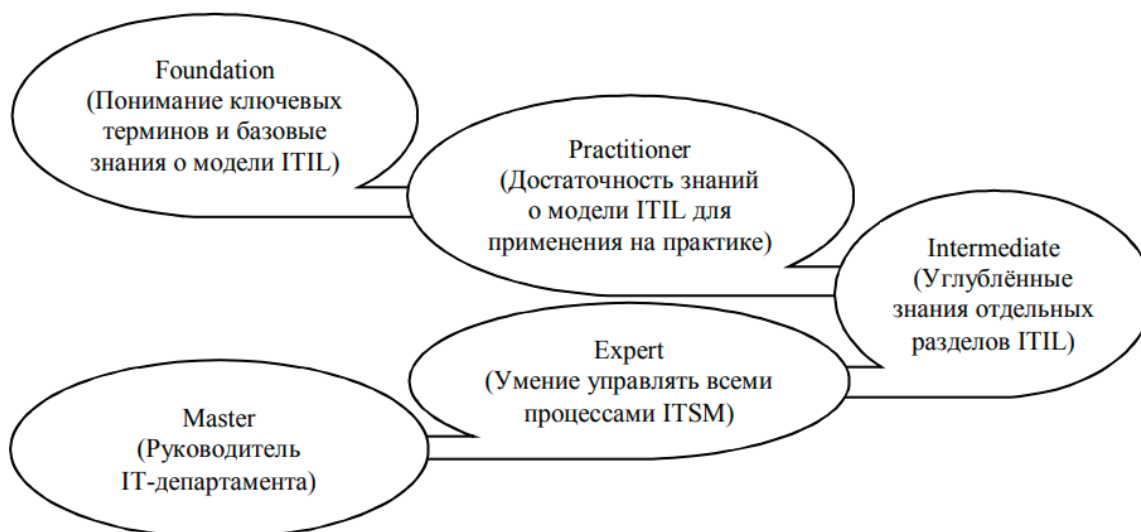 Foundation
(Понимание ключевых
терминов и базовые
знания о модели ITIL)
Practitioner
(Достаточность знаний
о модели ITIL для
применения на практике)
Intermediate
(Углублённые
знания отдельных
разделов ITIL)
Expert
(Умение управлять всеми
процессами ITSM)
Master
(Руководитель
IT-департамента)